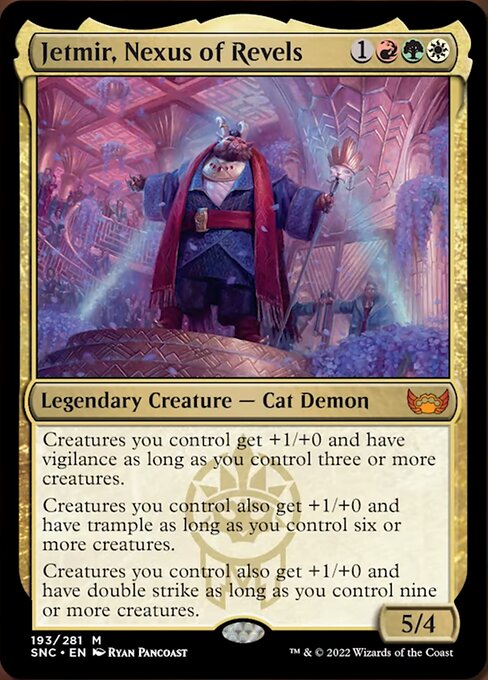 Jetmir, Nexus of Revels 1
Legendary Creature — Cat Demon
Creatures you control get +1/+0 and have
vigilance as long as you control three or more
creatures.
Creatures you control also get +1/+0 and
have trample as long as you control six or
more creatures.
Creatures you control also get +1/+0 and
have double strike as long as you control nine
or more creatures.
5/4
193/281 M
SNC • EN Ryan Pancoast
™ & © 2022 Wizards of the Coast